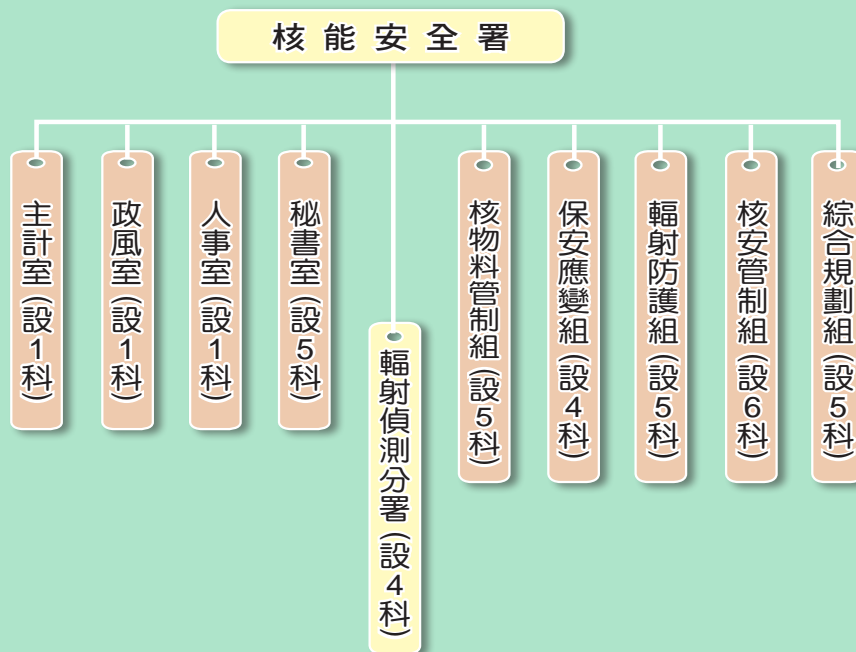 核能安全署
主計室(設1科)
政風室(設1科)
人事室(設1科)
秘書室(設5科)
輻射偵測分署(設4科)
核物料管制組(設5科)
保安應變組(設4科)
輻射防護組(設5科)
核安管制組(設6科)
綜合規劃組(設5科)